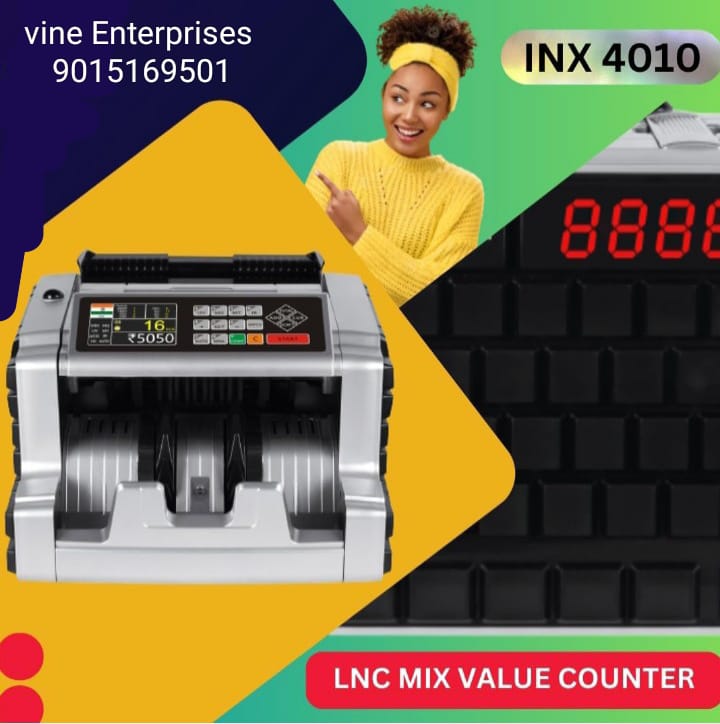 vine Enterprises
9015169501
INX 4010
8888
16
₹5050
C
START
LNC MIX VALUE COUNTER